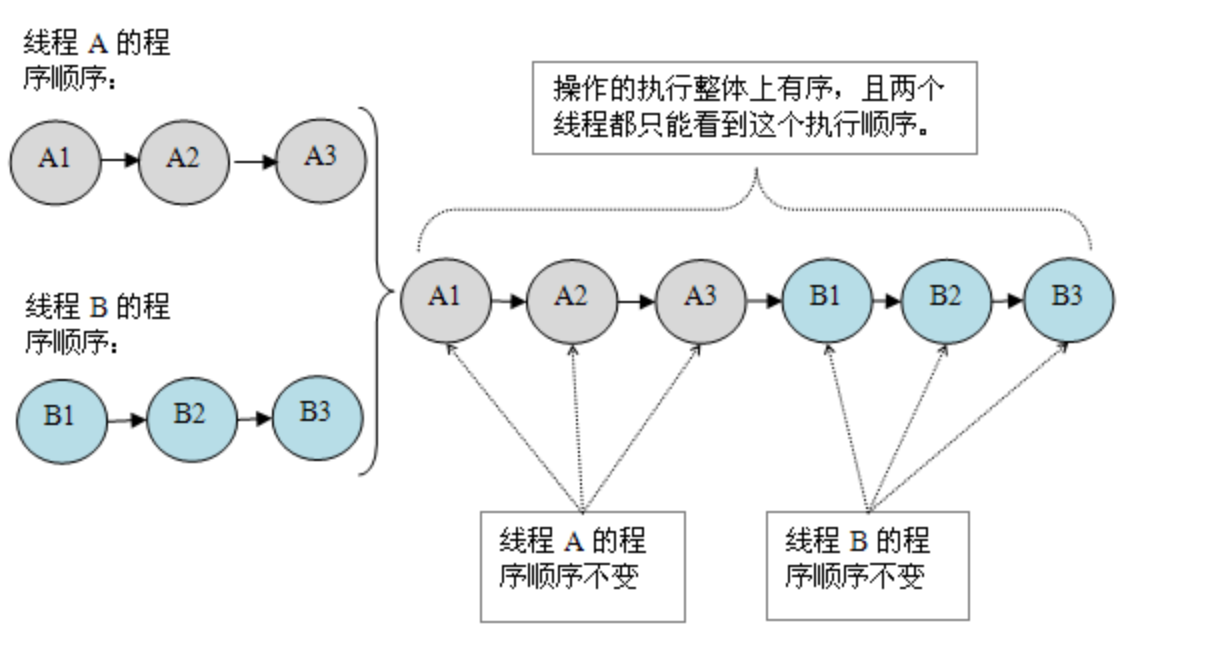 线程 A 的程
序顺序：
A1
A2
A3
操作的执行整体上有序，且两个
线程都只能看到这个执行顺序。
A1
A2
A3
B1
B2
B3
线程 B 的程
序顺序：
B1
B2
B3
线程 A 的程
序顺序不变
线程 B 的程
序顺序不变